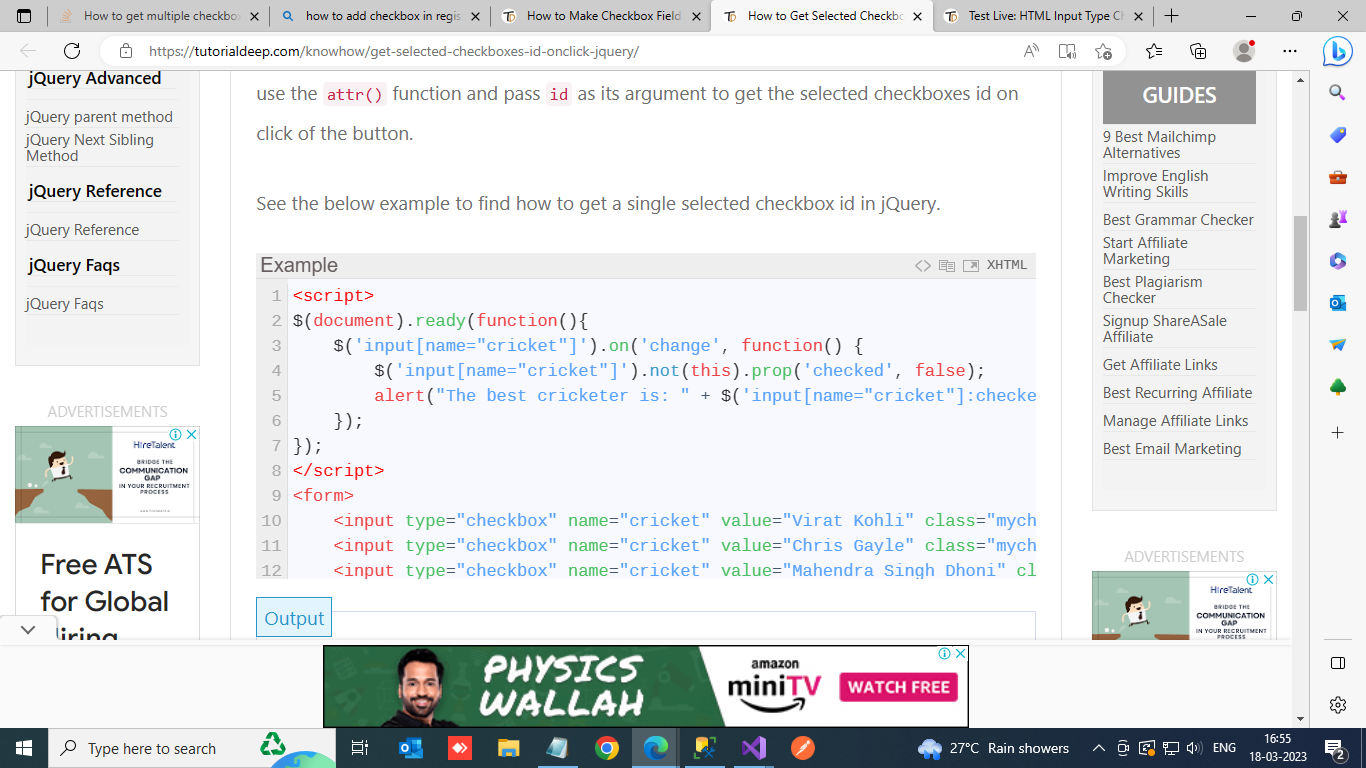 How to get multiple checkbox
how to add checkbox in regis
How to Make Checkbox Field
How to Get Selected Checkbo
Test Live: HTML Input Type Ch
https://tutorialdeep.com/knowhow/get-selected-checkboxes-id-onclick-jquery/
jQuery Advanced
jQuery parent method
jQuery Next Sibling
Method
jQuery Reference
jQuery Reference
jQuery Faqs
jQuery Faqs
ADVERTISEMENTS
HireTalent
BRIDGE THE
COMMUNICATION
GAP
IN YOUR RECRUITMENT
PROCESS
Free ATS
for Global
Hiring
use the attr() function and pass id as its argument to get the selected checkboxes id on
click of the button.
See the below example to find how to get a single selected checkbox id in jQuery.
Example
XHTML
1 <script>
2 $(document).ready(function(){
3 $('input[name="cricket"]').on('change', function() {
4 $('input[name="cricket"]').not(this).prop('checked', false);
5 alert("The best cricketer is: " + $('input[name="cricket"]:checke
6 });
7 });
8 </script>
9 <form>
10 <input type="checkbox" name="cricket" value="Virat Kohli" class="mych
11 <input type="checkbox" name="cricket" value="Chris Gayle" class="mych
12 <input type="checkbox" name="cricket" value="Mahendra Singh Dhoni" cl
Output
GUIDES
9 Best Mailchimp
Alternatives
Improve English
Writing Skills
Best Grammar Checker
Start Affiliate
Marketing
Best Plagiarism
Checker
Signup ShareASale
Affiliate
Get Affiliate Links
Best Recurring Affiliate
Manage Affiliate Links
Best Email Marketing
ADVERTISEMENTS
HireTalent
BRIDGE THE
COMMUNICATION
GAP
IN YOUR RECRUITMENT
PHYSICS
WALLAH
amazon
miniTV
WATCH FREE
Type here to search
27°C Rain showers
ENG
16:55
18-03-2023
2